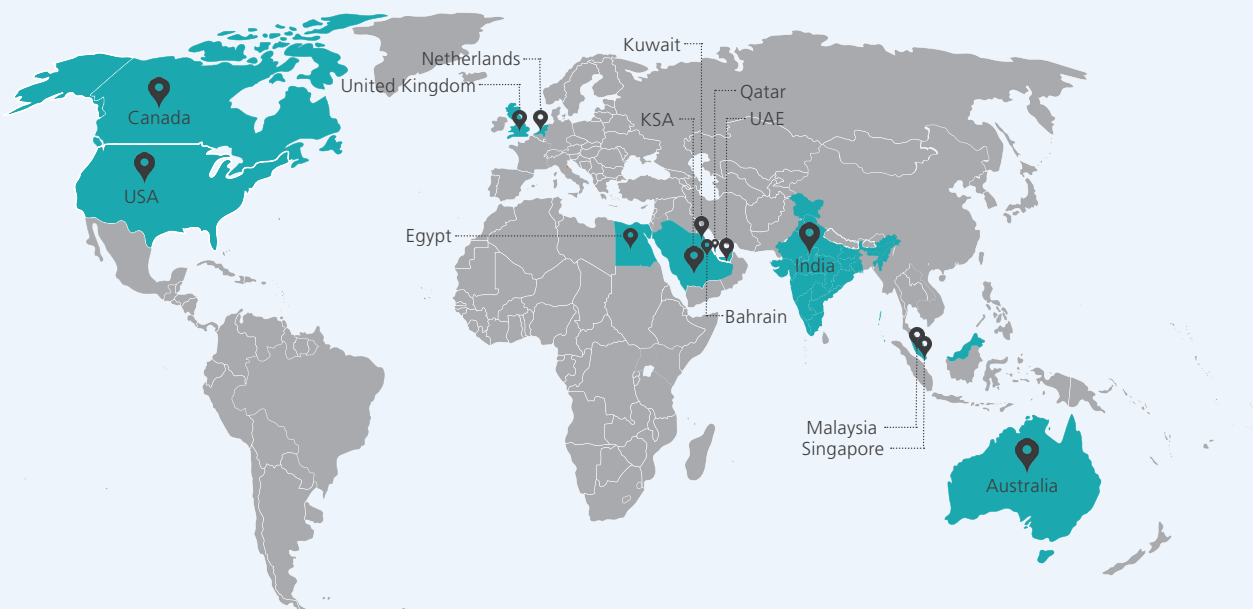 Kuwait
Netherlands
United Kingdom
Qatar
Canada
KSA
UAE
USA
Egypt
India
Bahrain
Malaysia
Singapore
Australia